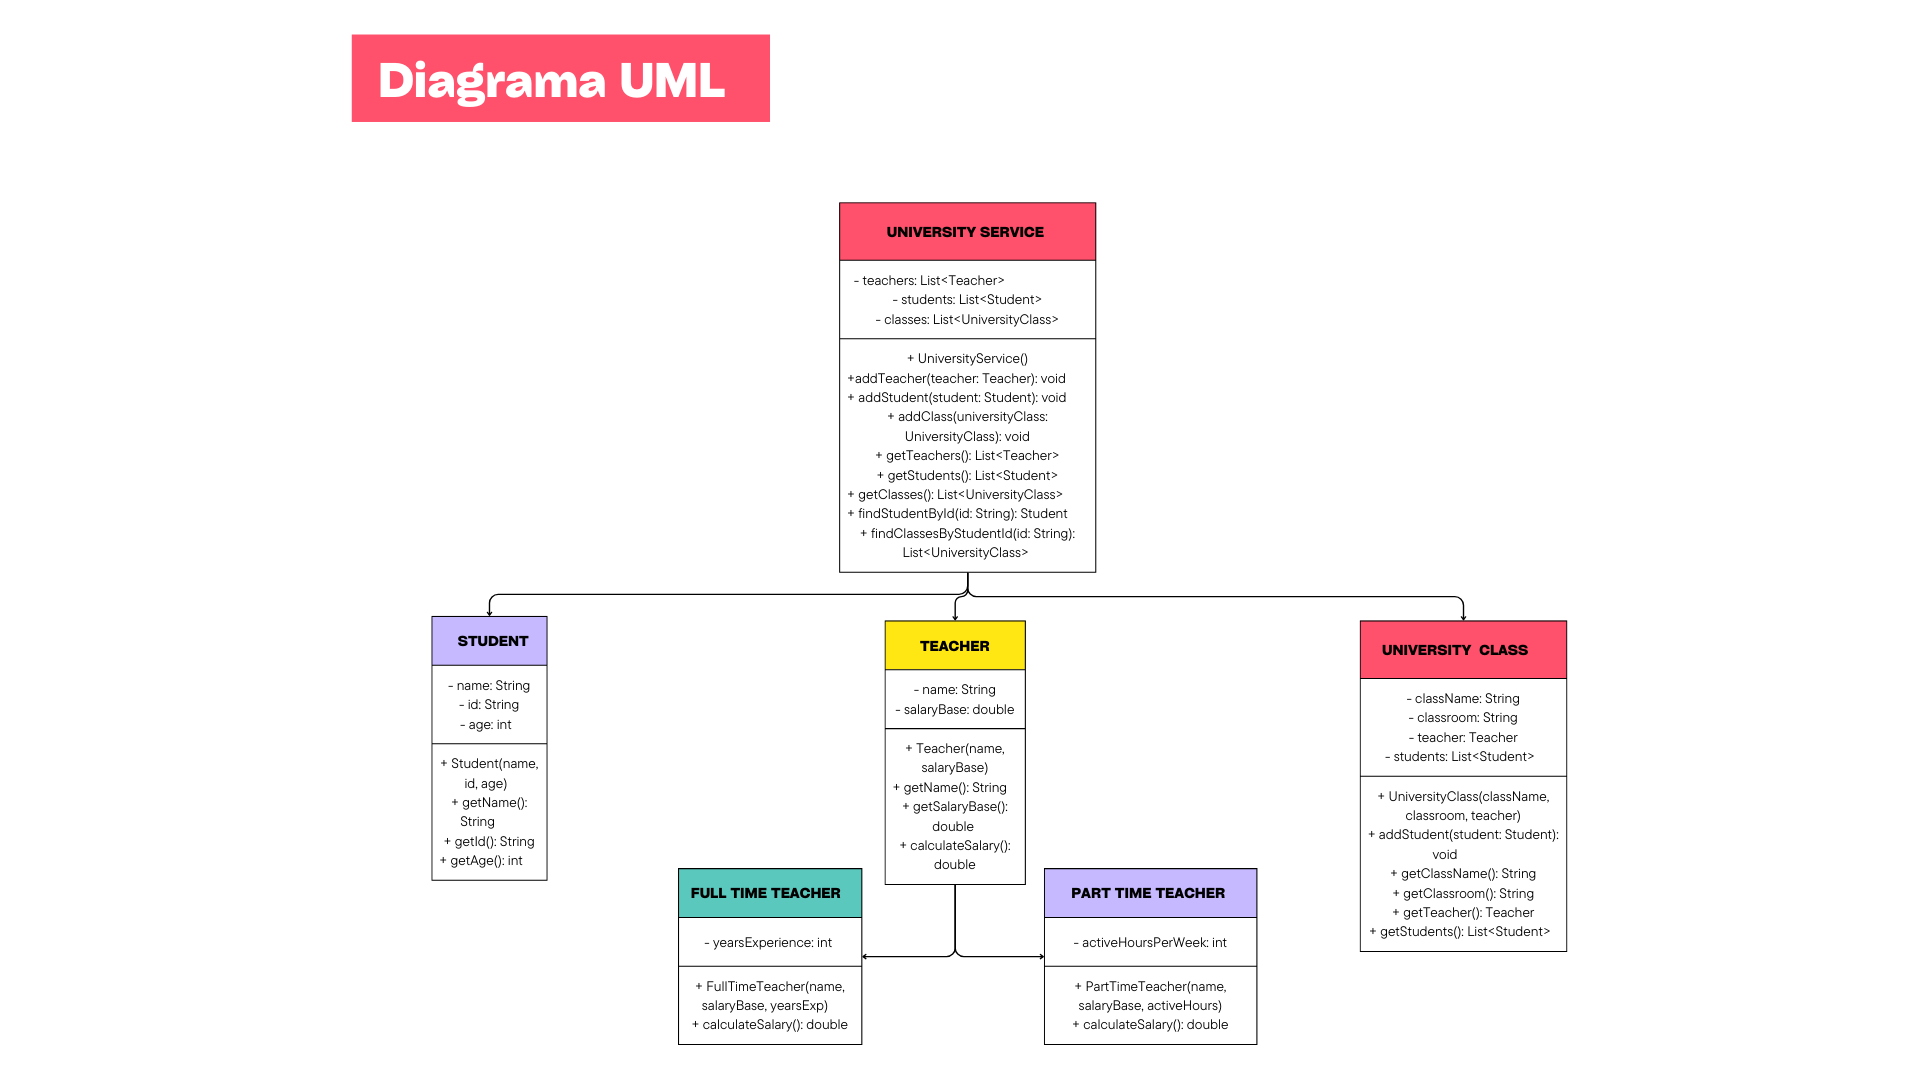 Diagrama UML
UNIVERSITY SERVICE
- teachers: List<Teacher>
- students: List<Student>
- classes: List<UniversityClass>
+ UniversityService()
+addTeacher(teacher: Teacher): void
+ addStudent(student: Student): void
+ addClass(universityClass:
UniversityClass): void
+ getTeachers(): List<Teacher>
+ getStudents(): List<Student>
+ getClasses(): List<UniversityClass>
+ findStudentById(id: String): Student
+ findClassesByStudentId(id: String):
List<UniversityClass>
STUDENT
- name: String
- id: String
- age: int
+ Student(name,
id, age)
+ getName():
String
+ getId(): String
+ getAge(): int
TEACHER
- name: String
- salaryBase: double
+ Teacher(name,
salaryBase)
+ getName(): String
+ getSalaryBase():
double
+ calculateSalary():
double
UNIVERSITY  CLASS
- className: String
- classroom: String
- teacher: Teacher
- students: List<Student>
+ UniversityClass(className,
classroom, teacher)
+ addStudent(student: Student):
void
+ getClassName(): String
+ getClassroom(): String
+ getTeacher(): Teacher
+ getStudents(): List<Student>
FULL TIME TEACHER
- yearsExperience: int
+ FullTimeTeacher(name,
salaryBase, yearsExp)
+ calculateSalary(): double
PART TIME TEACHER
- activeHoursPerWeek: int
+ PartTimeTeacher(name,
salaryBase, activeHours)
+ calculateSalary(): double